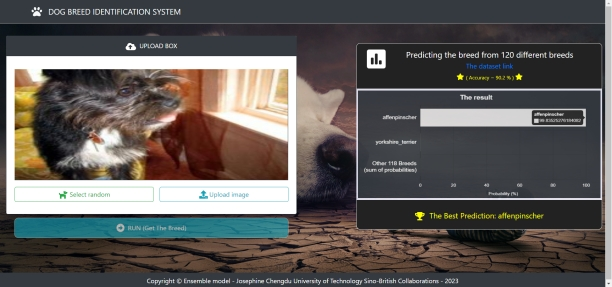 DOG BREED IDENTIFICATION SYSTEM
UPLOAD BOX
Select random
Upload image
RUN (Get The Breed)
Predicting the breed from 120 different breeds
The dataset link
( Accuracy ~ 90.2 % )
The result
affenpinscher
affenpinscher
yorkshire_terrier
Other 118 Breeds
(sum of probabilities)
0 20 40 60 80 100
Probability (%)
The Best Prediction: affenpinscher
Copyright © Ensemble model - Josephine Chengdu University of Technology Sino-British Collaborations - 2023